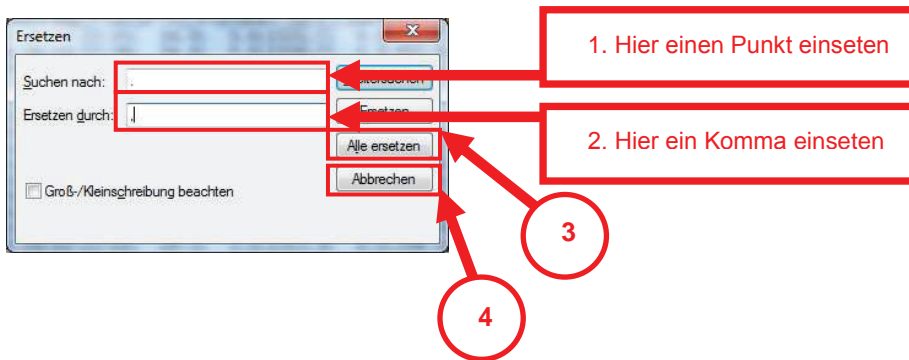 Ersetzen
1. Hier einen Punkt einseten
Suchen nach: .
Ersetzen durch: ,
Ersetzen
2. Hier ein Komma einseten
Alle ersetzen
Abbrechen
Groß-/Kleinschreibung beachten
3
4